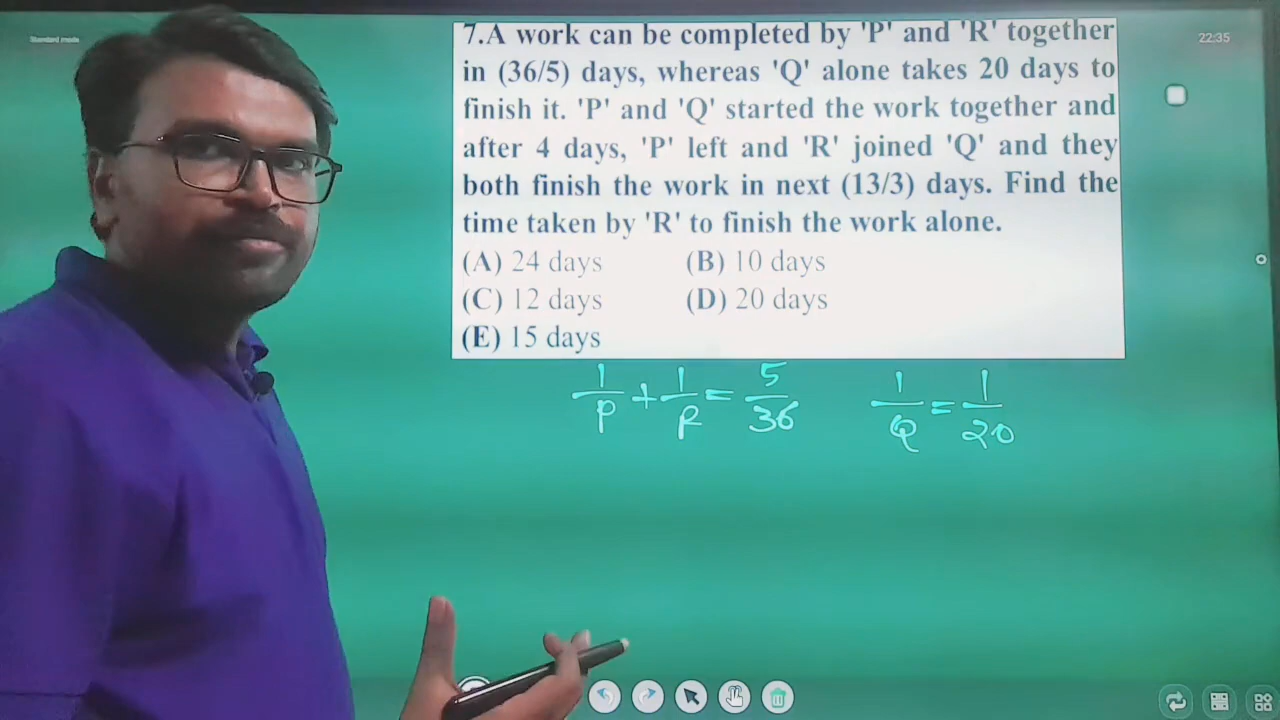 Standard mode
22:35
7.A work can be completed by 'P' and 'R' together
in (36/5) days, whereas 'Q' alone takes 20 days to
finish it. 'P' and 'Q' started the work together and
after 4 days, 'P' left and 'R' joined 'Q' and they
both finish the work in next (13/3) days. Find the
time taken by 'R' to finish the work alone.
(A) 24 days (B) 10 days
(C) 12 days (D) 20 days
(E) 15 days
1/P + 1/R = 5/36 1/Q = 1/20